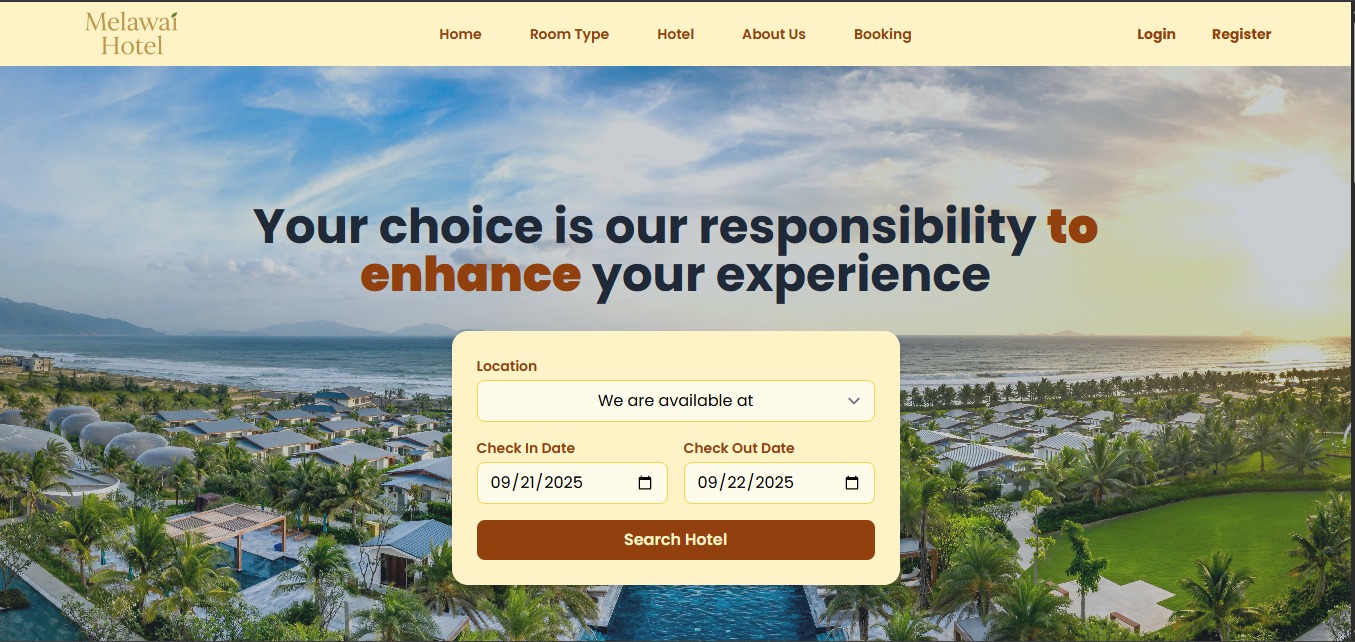 Melawai
Hotel
Home Room Type Hotel About Us Booking Login Register
Your choice is our responsibility to
enhance your experience
Location
We are available at
Check In Date Check Out Date
09/21/2025 09/22/2025
Search Hotel